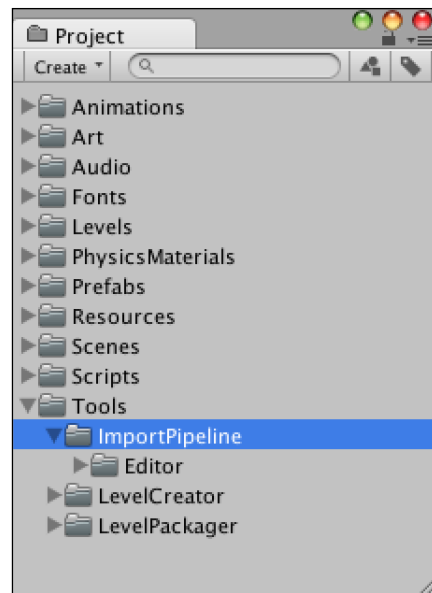 Project
Create
Animations
Art
Audio
Fonts
Levels
PhysicsMaterials
Prefabs
Resources
Scenes
Scripts
Tools
ImportPipeline
Editor
LevelCreator
LevelPackager